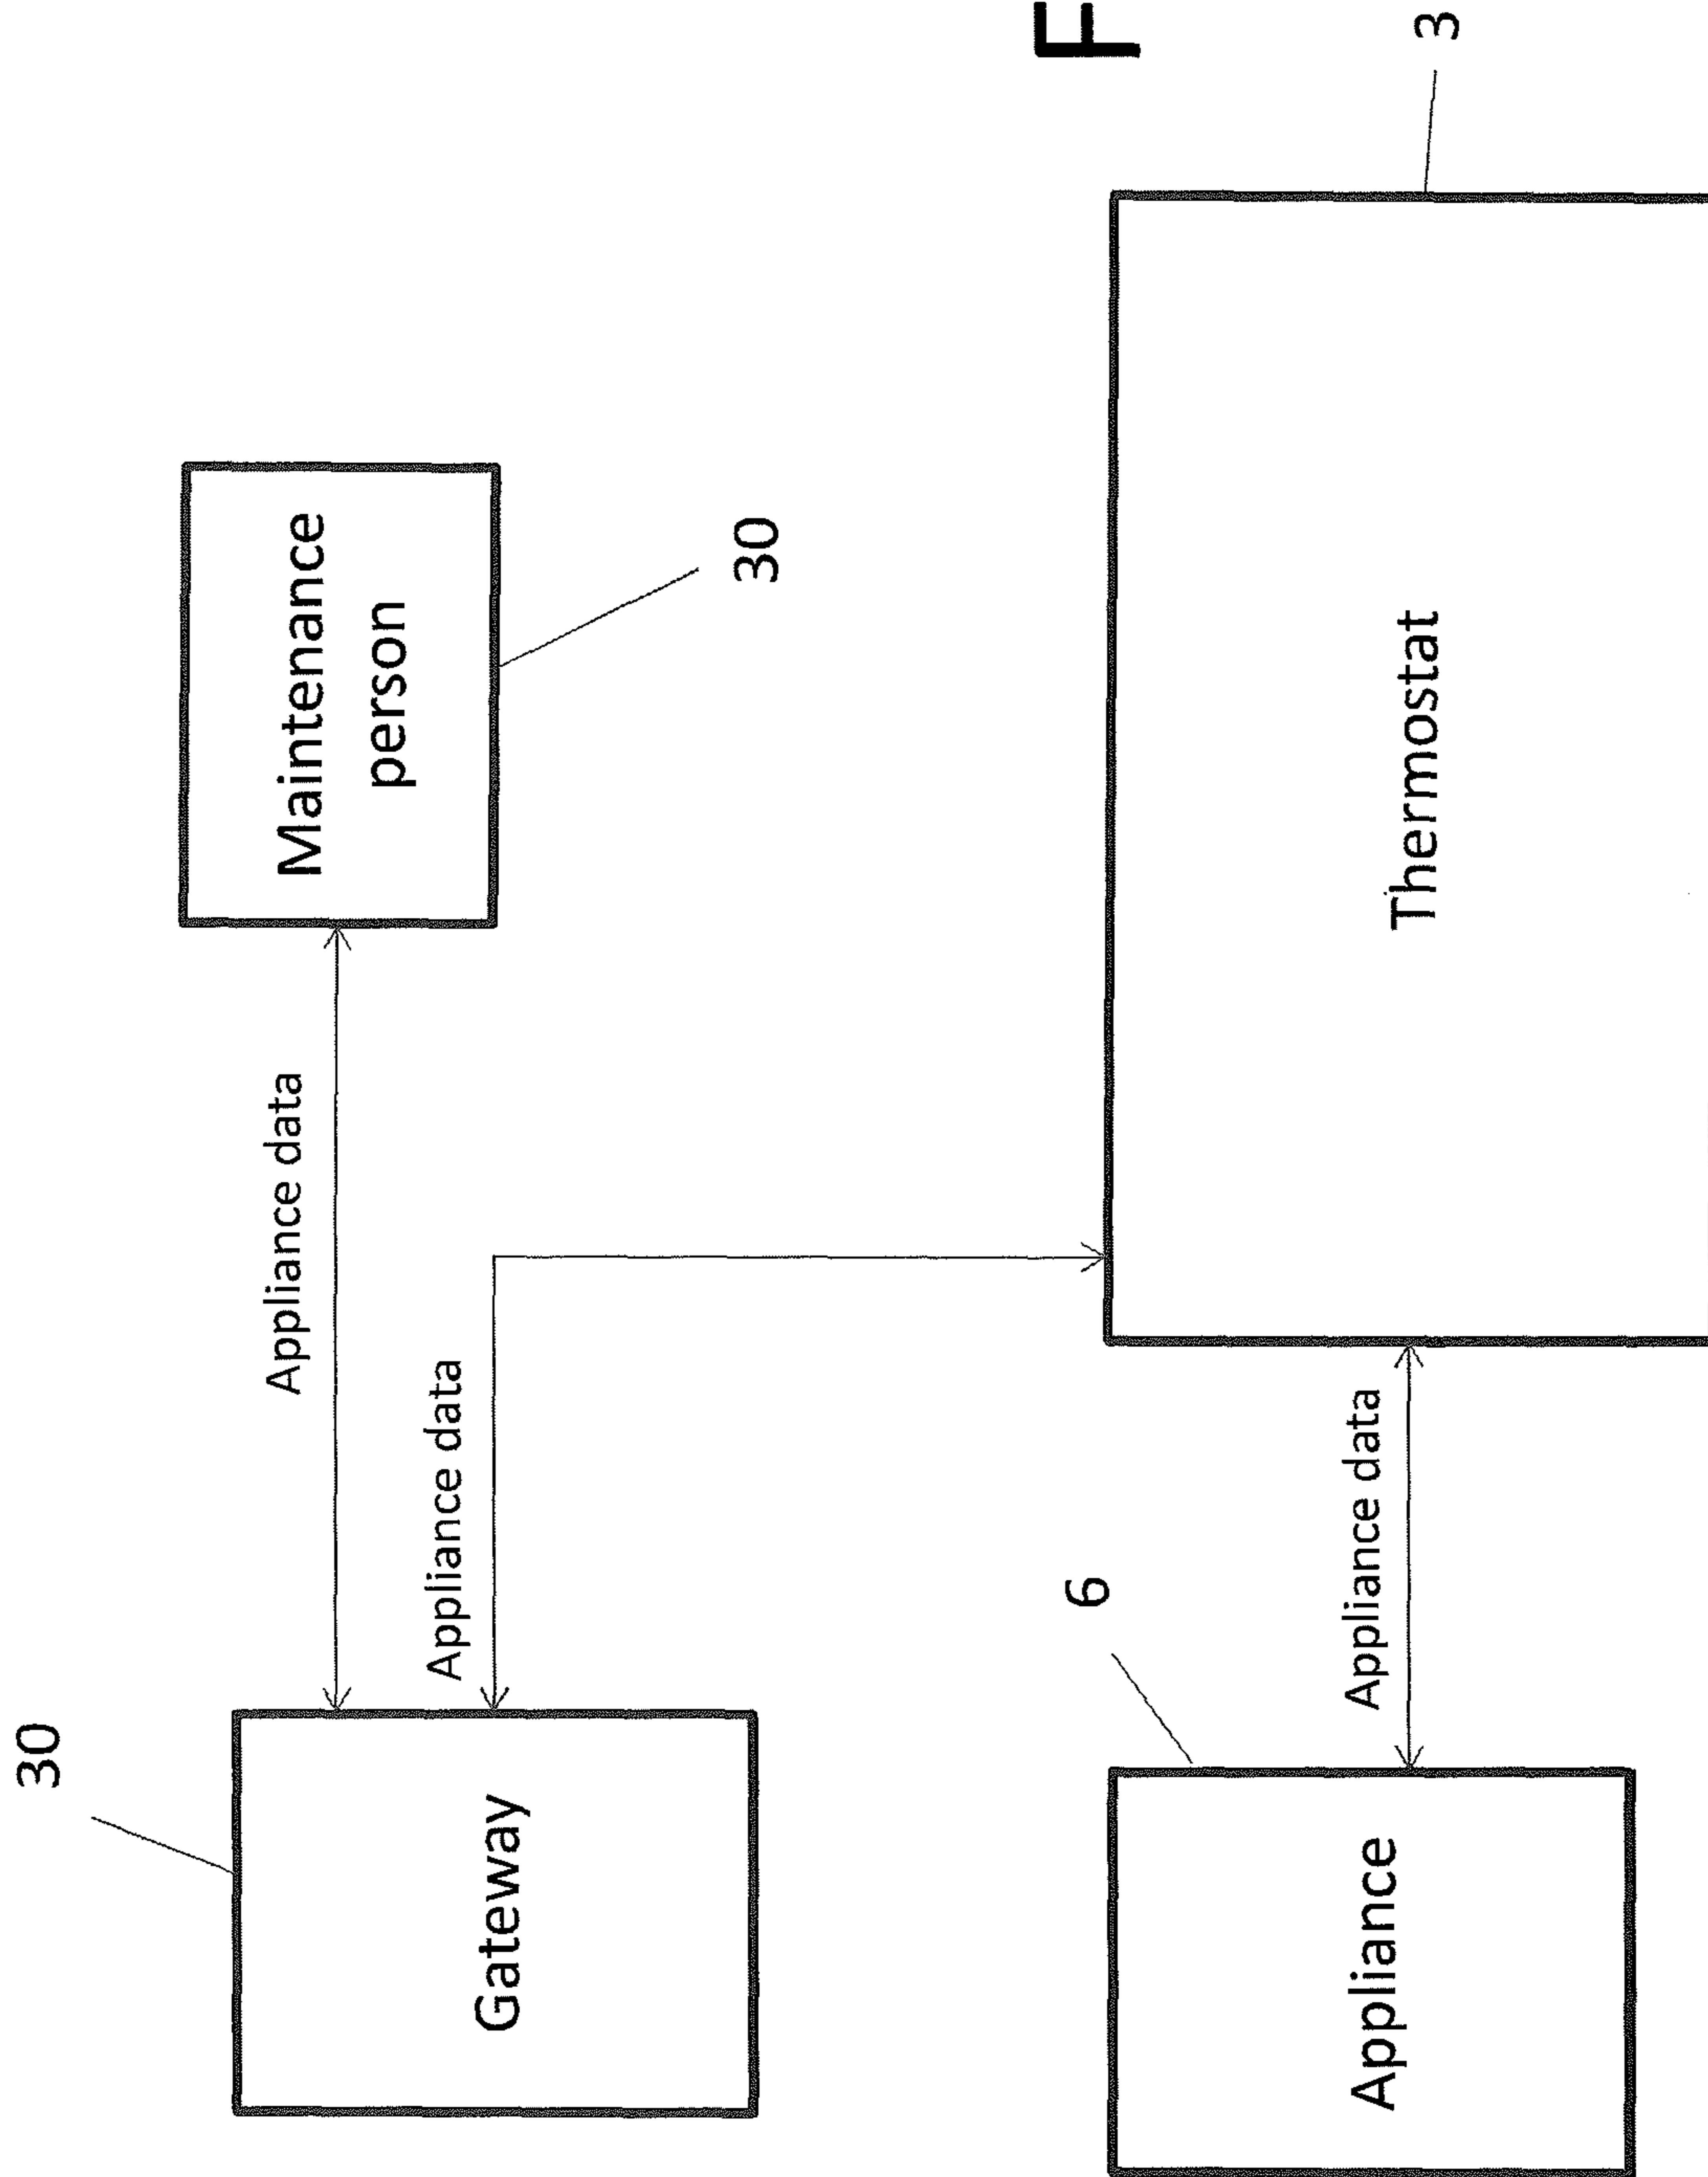 30
Appliance data
Maintenance
person
Appliance data
Gateway
30
6
F
Appliance data
Appliance
Thermostat
3